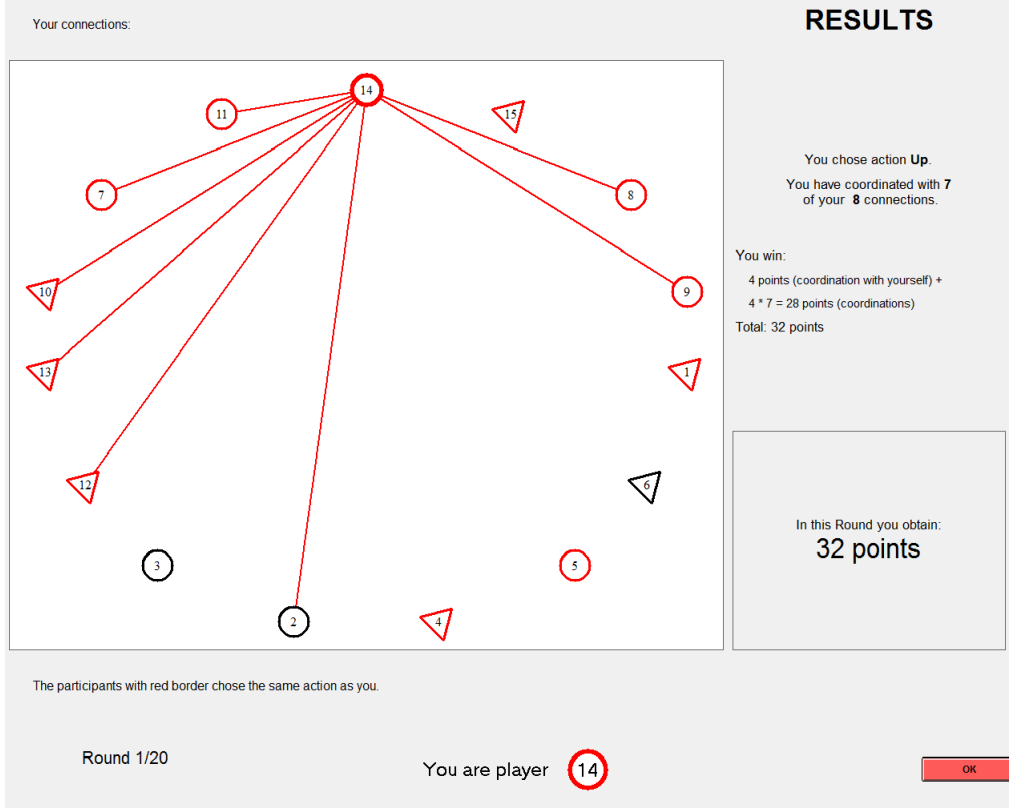 Your connections:
RESULTS
14
11
15
7
8
10
9
13
1
12
6
3
5
2
4
You chose action Up.
You have coordinated with 7
of your 8 connections.
You win:
4 points (coordination with yourself) +
4 * 7 = 28 points (coordinations)
Total: 32 points
In this Round you obtain:
32 points
The participants with red border chose the same action as you.
Round 1/20
You are player 14
OK